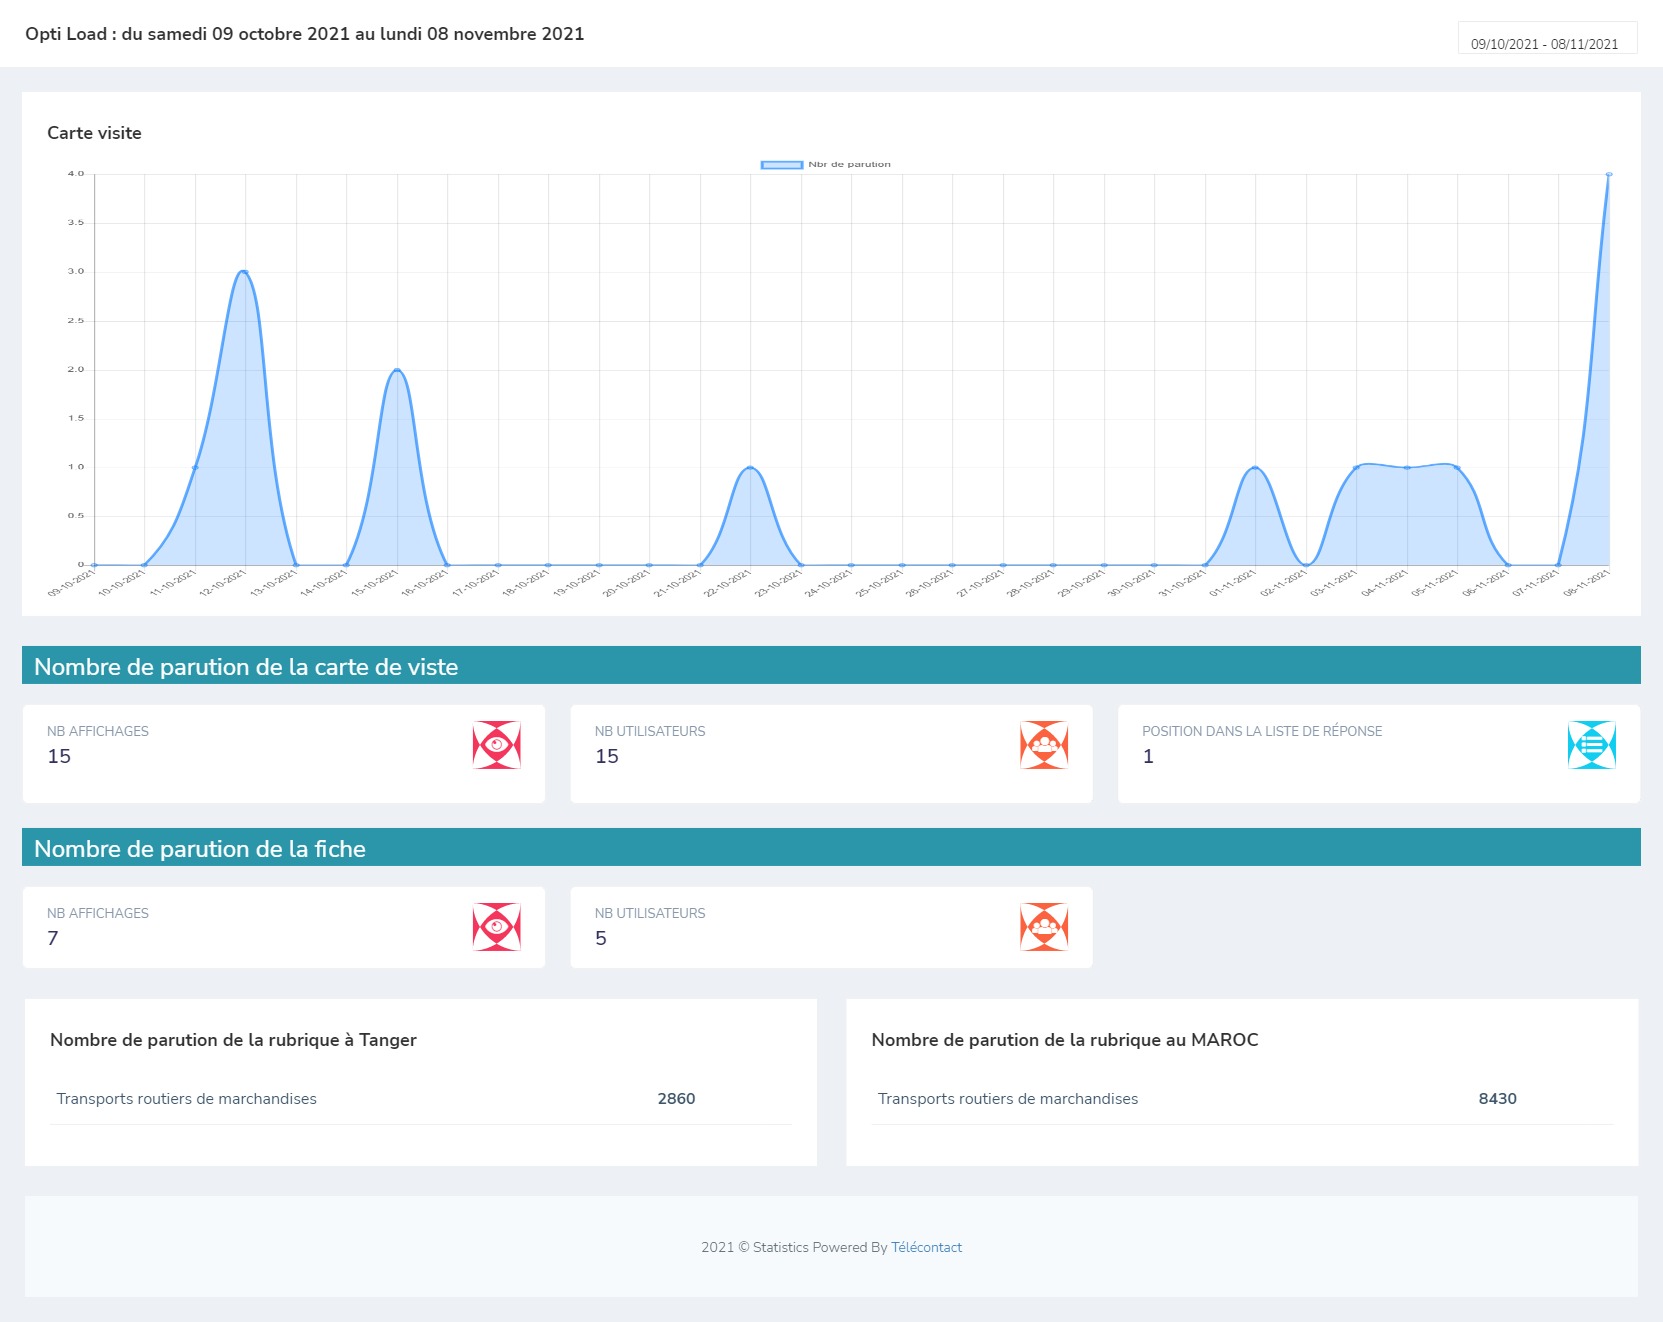 Opti Load : du samedi 09 octobre 2021 au lundi 08 novembre 2021
09/10/2021 - 08/11/2021
Carte visite
Nbr de parution
4.0
3.5
3.0
2.5
2.0
1.5
1.0
0.5
0
09-10-2021
10-10-2021
11-10-2021
12-10-2021
13-10-2021
14-10-2021
15-10-2021
16-10-2021
17-10-2021
18-10-2021
19-10-2021
20-10-2021
21-10-2021
22-10-2021
23-10-2021
24-10-2021
25-10-2021
26-10-2021
27-10-2021
28-10-2021
29-10-2021
30-10-2021
31-10-2021
01-11-2021
02-11-2021
03-11-2021
04-11-2021
05-11-2021
06-11-2021
07-11-2021
08-11-2021
Nombre de parution de la carte de viste
NB AFFICHAGES
15
NB UTILISATEURS
15
POSITION DANS LA LISTE DE RÉPONSE
1
Nombre de parution de la fiche
NB AFFICHAGES
7
NB UTILISATEURS
5
Nombre de parution de la rubrique à Tanger
Transports routiers de marchandises 2860
Nombre de parution de la rubrique au MAROC
Transports routiers de marchandises 8430
2021 © Statistics Powered By Télécontact